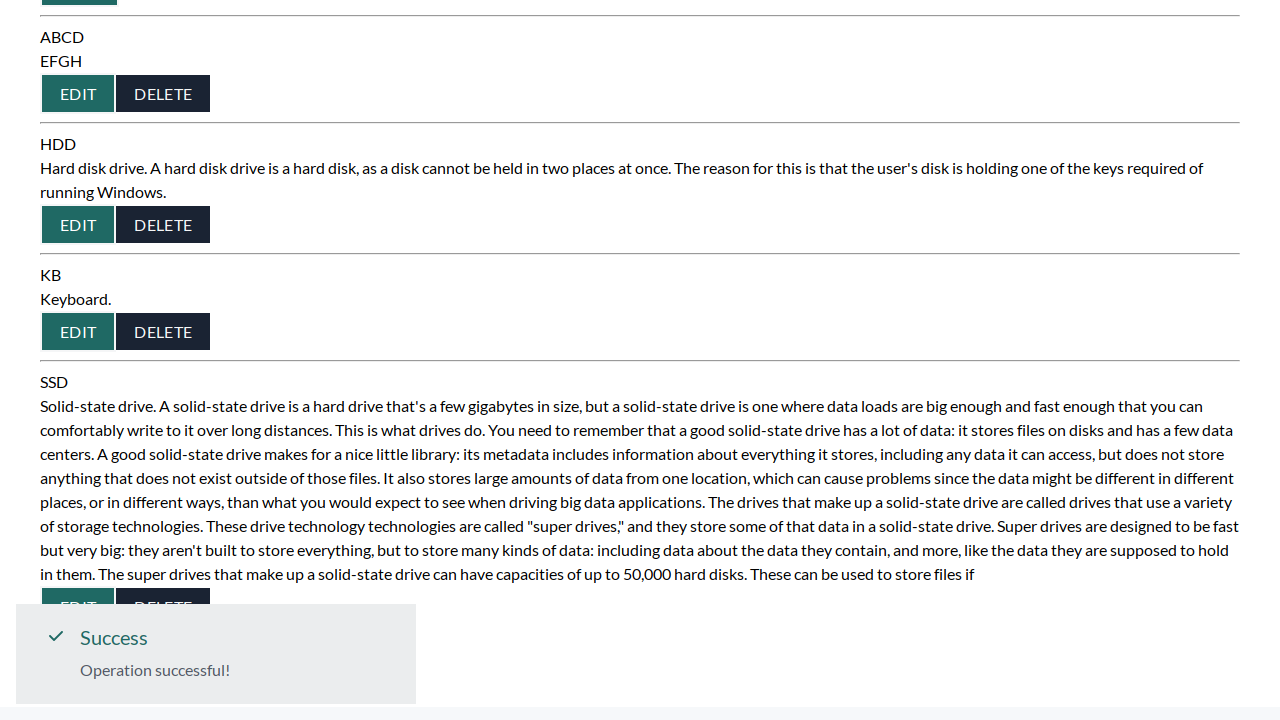 ABCD
EFGH
EDIT DELETE
HDD
Hard disk drive. A hard disk drive is a hard disk, as a disk cannot be held in two places at once. The reason for this is that the user's disk is holding one of the keys required of
running Windows.
EDIT DELETE
KB
Keyboard.
EDIT DELETE
SSD
Solid-state drive. A solid-state drive is a hard drive that's a few gigabytes in size, but a solid-state drive is one where data loads are big enough and fast enough that you can
comfortably write to it over long distances. This is what drives do. You need to remember that a good solid-state drive has a lot of data: it stores files on disks and has a few data
centers. A good solid-state drive makes for a nice little library: its metadata includes information about everything it stores, including any data it can access, but does not store
anything that does not exist outside of those files. It also stores large amounts of data from one location, which can cause problems since the data might be different in different
places, or in different ways, than what you would expect to see when driving big data applications. The drives that make up a solid-state drive are called drives that use a variety
of storage technologies. These drive technology technologies are called "super drives," and they store some of that data in a solid-state drive. Super drives are designed to be fast
but very big: they aren't built to store everything, but to store many kinds of data: including data about the data they contain, and more, like the data they are supposed to hold
in them. The super drives that make up a solid-state drive can have capacities of up to 50,000 hard disks. These can be used to store files if
EDIT DELETE
Success
Operation successful!